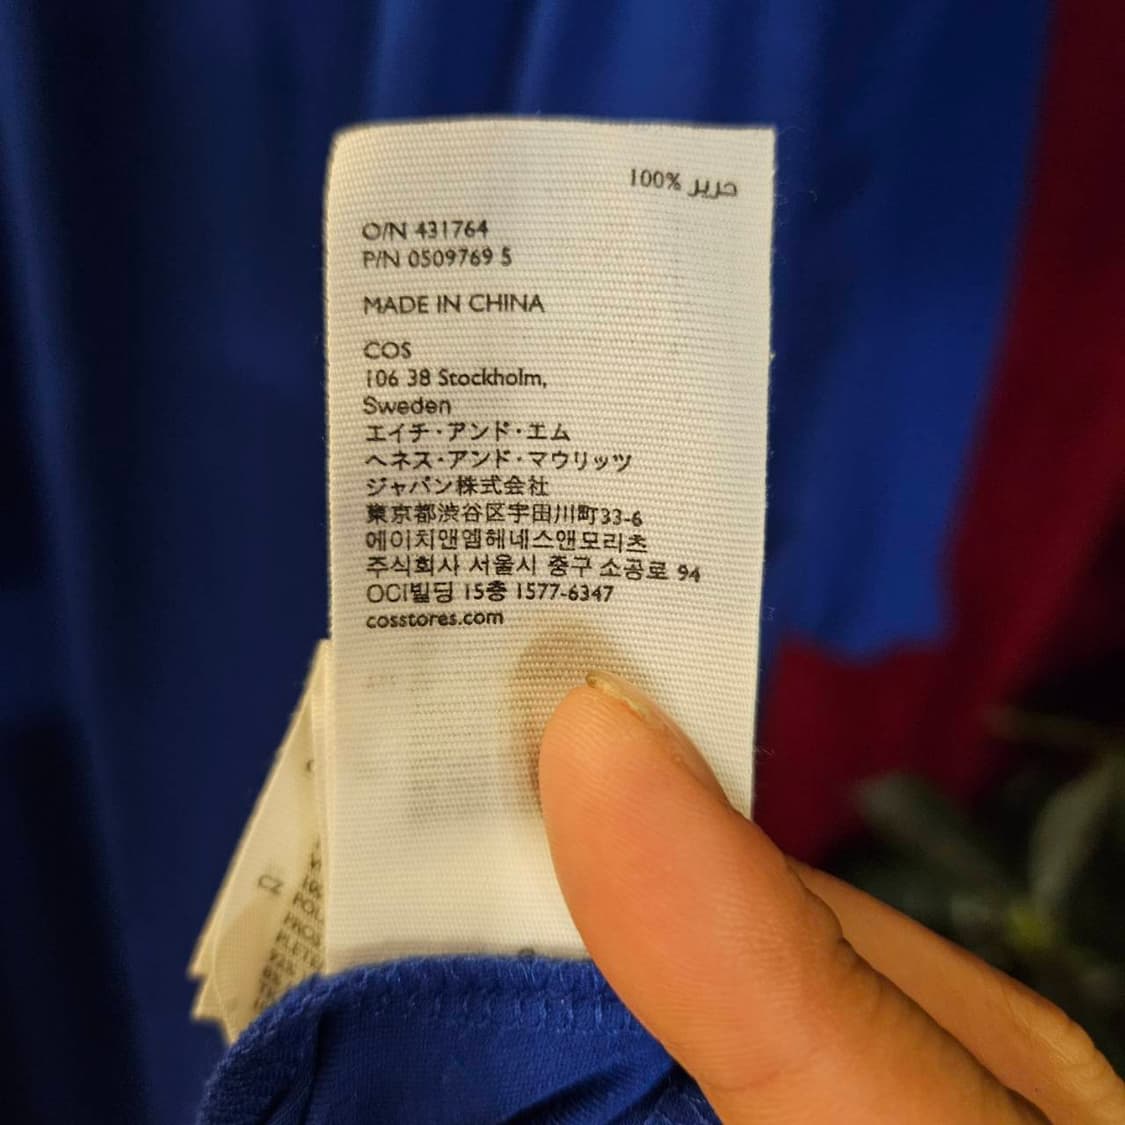 100% حرير
O/N 431764
P/N 0509769 5
MADE IN CHINA
COS
106 38 Stockholm,
Sweden
エイチ・アンド・エム
ヘネス・アンド・マウリッツ
ジャパン株式会社
東京都渋谷区宇田川町33-6
에이치앤엠헤네스앤모리츠
주식회사 서울시 중구 소공로 94
OCI빌딩 15층 1577-6347
cosstores.com
CZ